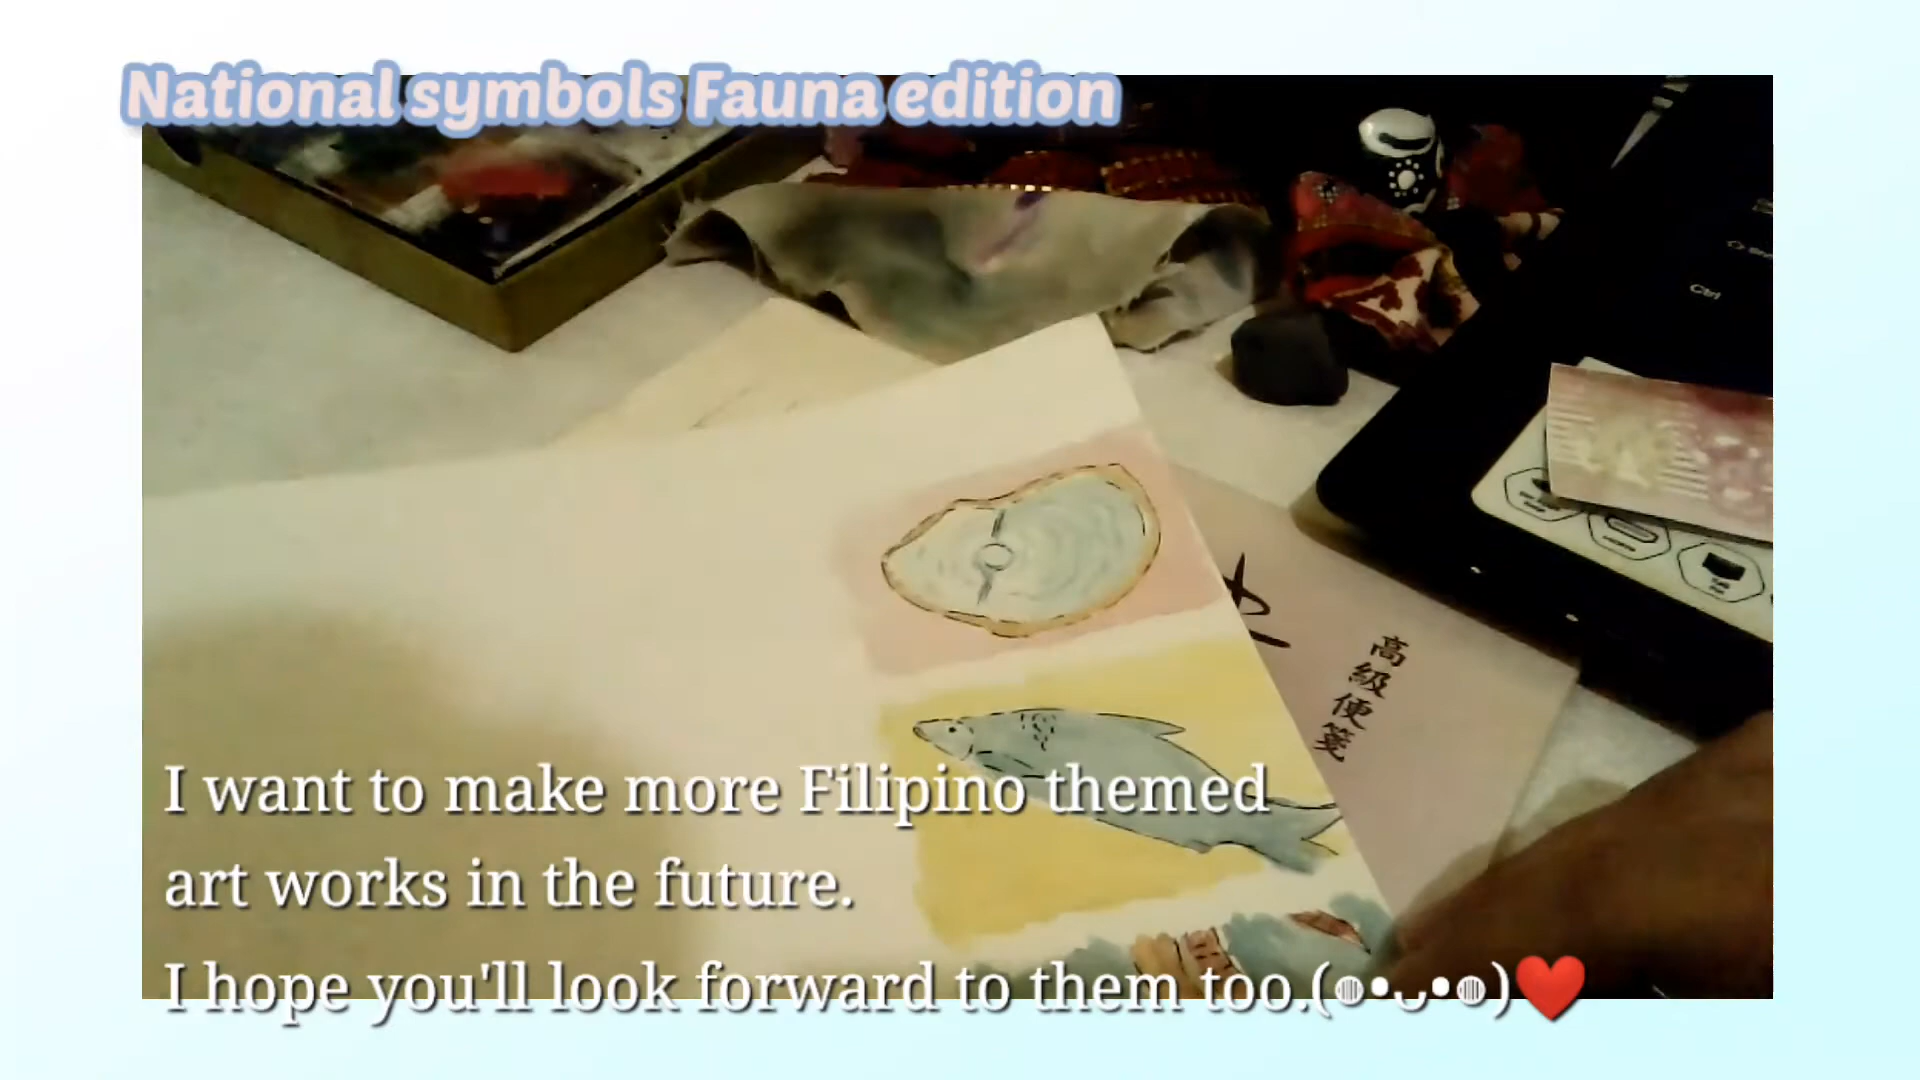 National symbols Fauna edition
Ctrl
高級便箋
I want to make more Filipino themed
art works in the future.
I hope you'll look forward to them too.(◍•ᴗ•◍)❤️